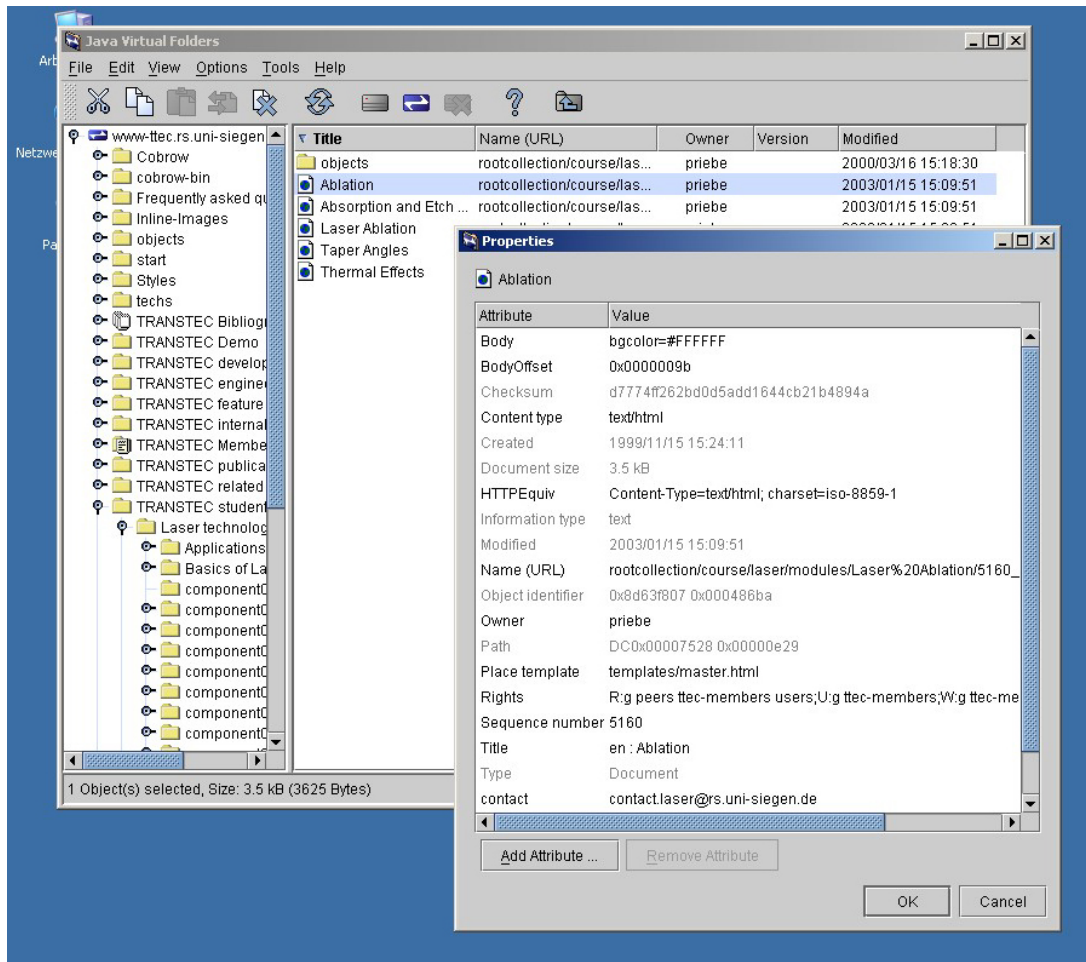 Java Virtual Folders
File Edit View Options Tools Help
www-ttec.rs.uni-siegen
Cobrow
cobrow-bin
Frequently asked qu
Inline-Images
objects
start
Styles
techs
TRANSTEC Bibliogr
TRANSTEC Demo
TRANSTEC develop
TRANSTEC enginee
TRANSTEC feature
TRANSTEC internal
TRANSTEC Membe
TRANSTEC publica
TRANSTEC related
TRANSTEC student
Laser technolog
Applications
Basics of La
component0
component0
component0
component0
component0
component0
component0
component0
Title Name (URL) Owner Version Modified
objects rootcollection/course/las... priebe 2000/03/16 15:18:30
Ablation rootcollection/course/las... priebe 2003/01/15 15:09:51
Absorption and Etch ... rootcollection/course/las... priebe 2003/01/15 15:09:51
Laser Ablation
Taper Angles
Thermal Effects
1 Object(s) selected, Size: 3.5 kB (3625 Bytes)
Properties
Ablation
Attribute Value
Body bgcolor=#FFFFFF
BodyOffset 0x0000009b
Checksum d7774ff262bd0d5add1644cb21b4894a
Content type text/html
Created 1999/11/15 15:24:11
Document size 3.5 kB
HTTPEquiv Content-Type=text/html; charset=iso-8859-1
Information type text
Modified 2003/01/15 15:09:51
Name (URL) rootcollection/course/laser/modules/Laser%20Ablation/5160_
Object identifier 0x8d63f807 0x000486ba
Owner priebe
Path DC0x00007528 0x00000e29
Place template templates/master.html
Rights R:g peers ttec-members users;U:g ttec-members;W:g ttec-me
Sequence number 5160
Title en : Ablation
Type Document
contact contact.laser@rs.uni-siegen.de
Add Attribute ... Remove Attribute
OK Cancel